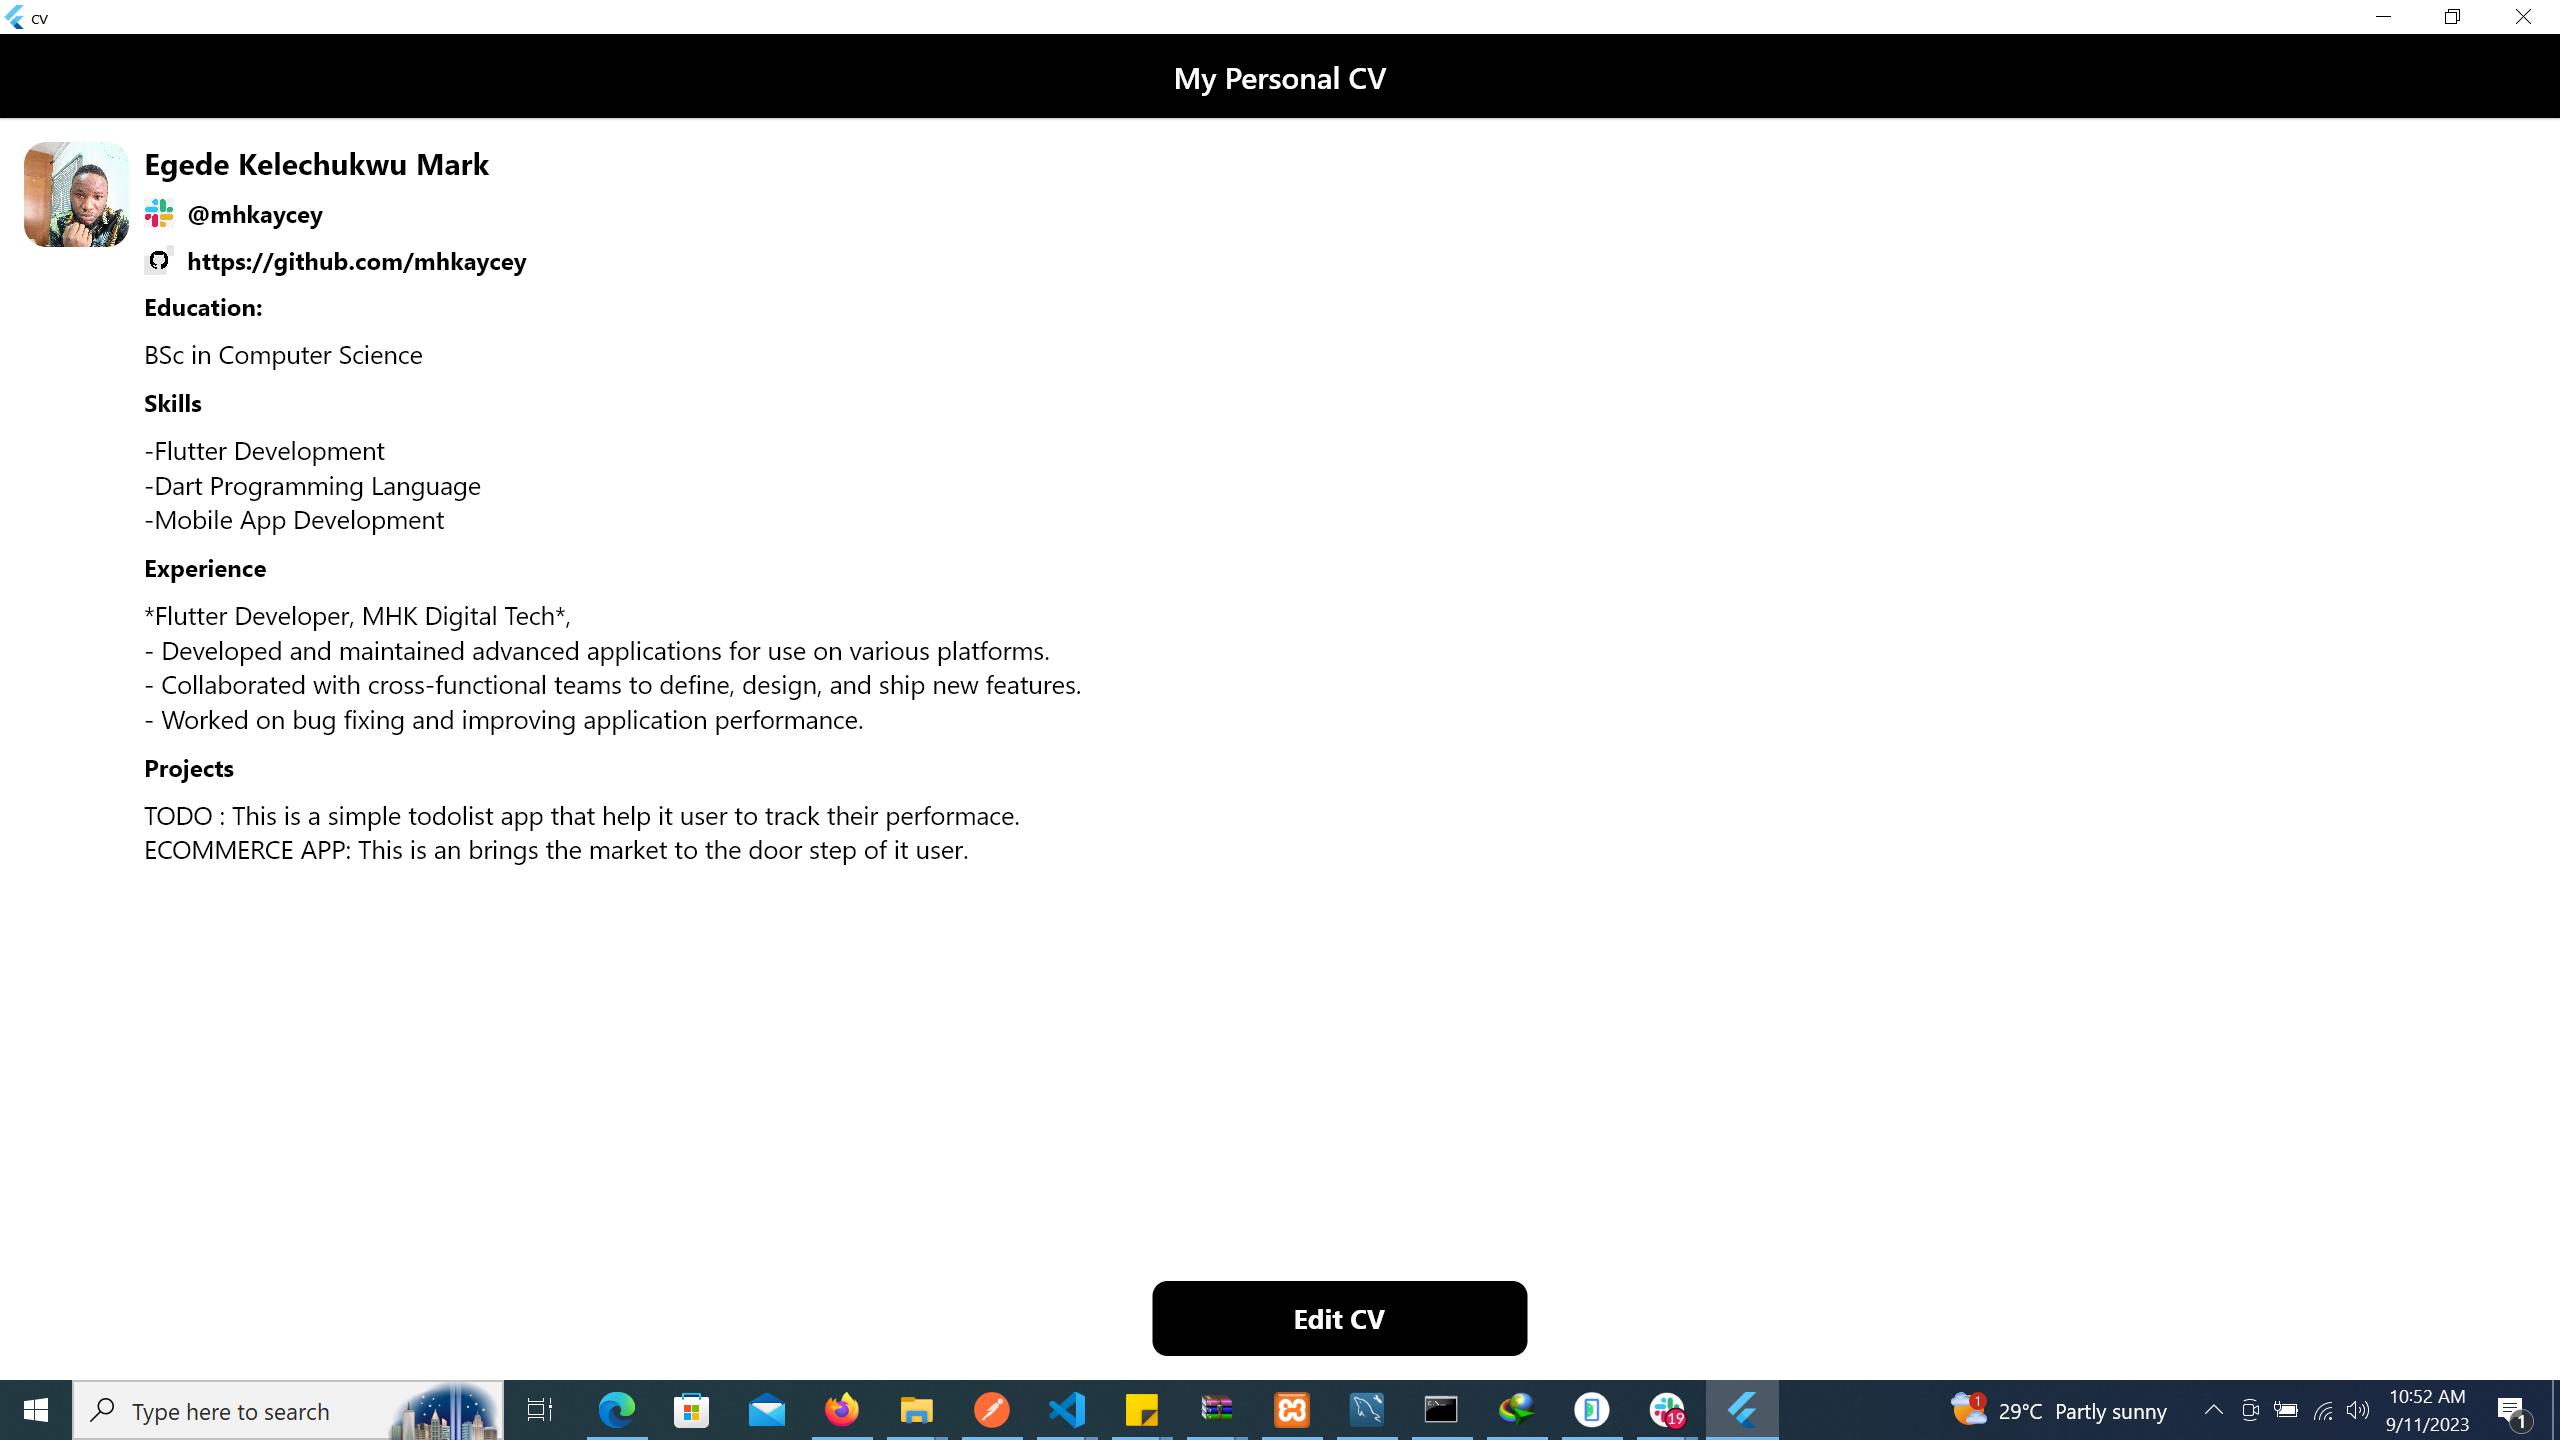 CV
My Personal CV
Egede Kelechukwu Mark
@mhkaycey
https://github.com/mhkaycey
Education:
BSc in Computer Science
Skills
-Flutter Development
-Dart Programming Language
-Mobile App Development
Experience
*Flutter Developer, MHK Digital Tech*,
- Developed and maintained advanced applications for use on various platforms.
- Collaborated with cross-functional teams to define, design, and ship new features.
- Worked on bug fixing and improving application performance.
Projects
TODO : This is a simple todolist app that help it user to track their performace.
ECOMMERCE APP: This is an brings the market to the door step of it user.
Edit CV
Type here to search
19
1
29°C Partly sunny
10:52 AM
9/11/2023
1